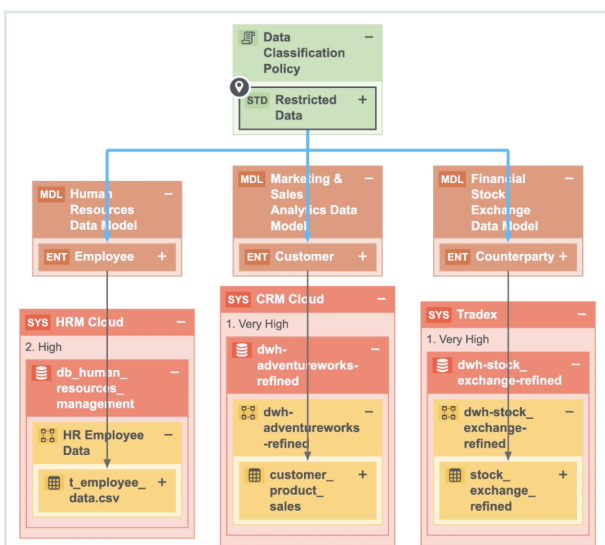 Data
Classification
Policy
STD Restricted
Data
MDL Human
Resources
Data Model
ENT Employee
MDL Marketing &
Sales
Analytics Data
Model
ENT Customer
MDL Financial
Stock
Exchange
Data Model
ENT Counterparty
SYS HRM Cloud
2. High
db_human_
resources_
management
HR Employee
Data
t_employee_
data.csv
SYS CRM Cloud
1. Very High
dwh-
adventureworks-
refined
dwh-
adventureworks
-refined
customer_
product_
sales
SYS Tradex
1. Very High
dwh-stock_
exchange-refined
dwh-stock_
exchange-
refined
stock_
exchange_
refined